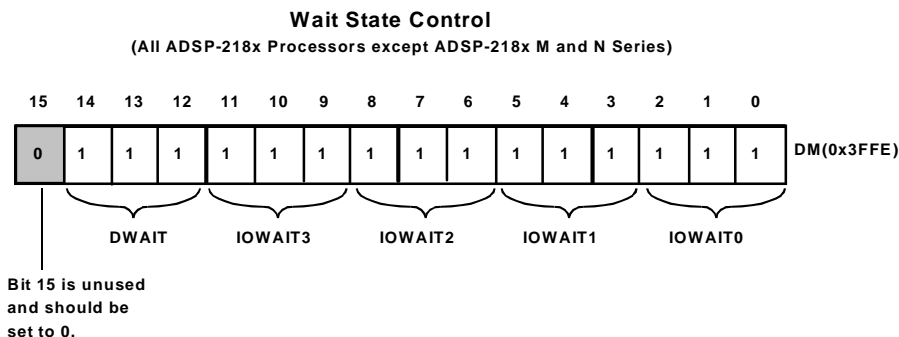 Wait State Control
(All ADSP-218x Processors except ADSP-218x M and N Series)
15 14 13 12 11 10 9 8 7 6 5 4 3 2 1 0
0 1 1 1 1 1 1 1 1 1 1 1 1 1 1 1 DM(0x3FFE)
DWAIT IOWAIT3 IOWAIT2 IOWAIT1 IOWAIT0
Bit 15 is unused
and should be
set to 0.